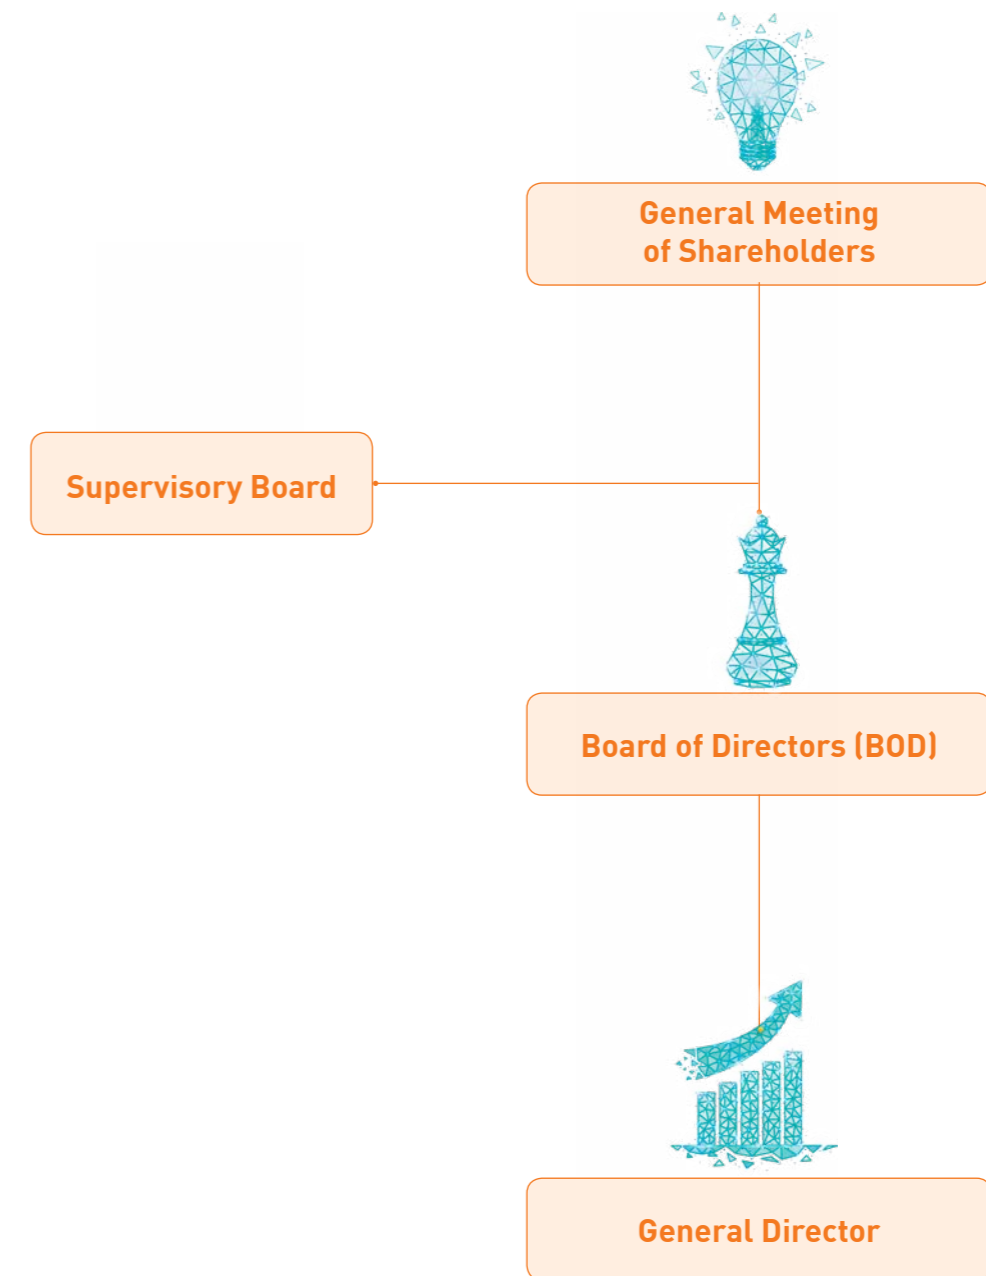 General Meeting
of Shareholders
Supervisory Board
Board of Directors (BOD)
General Director